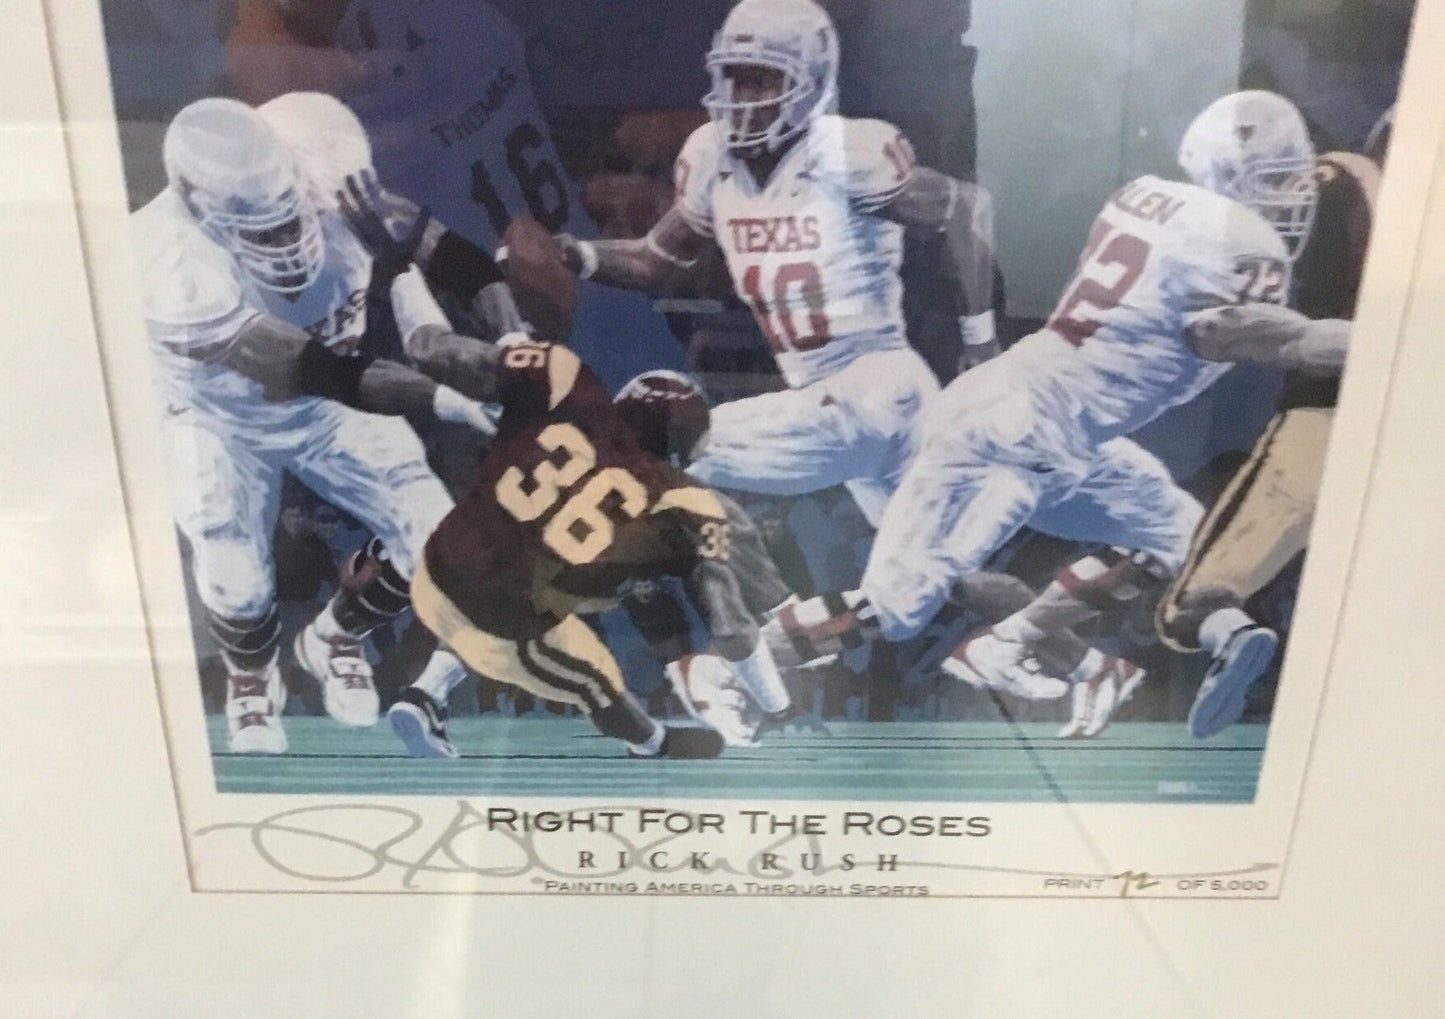 THOMAS
16
TEXAS
10
10
LLEN
72
72
TEXAS
36
36
36
RIGHT FOR THE ROSES
RICK RUSH
PAINTING AMERICA THROUGH SPORTS
PRINT 72 OF 5,000